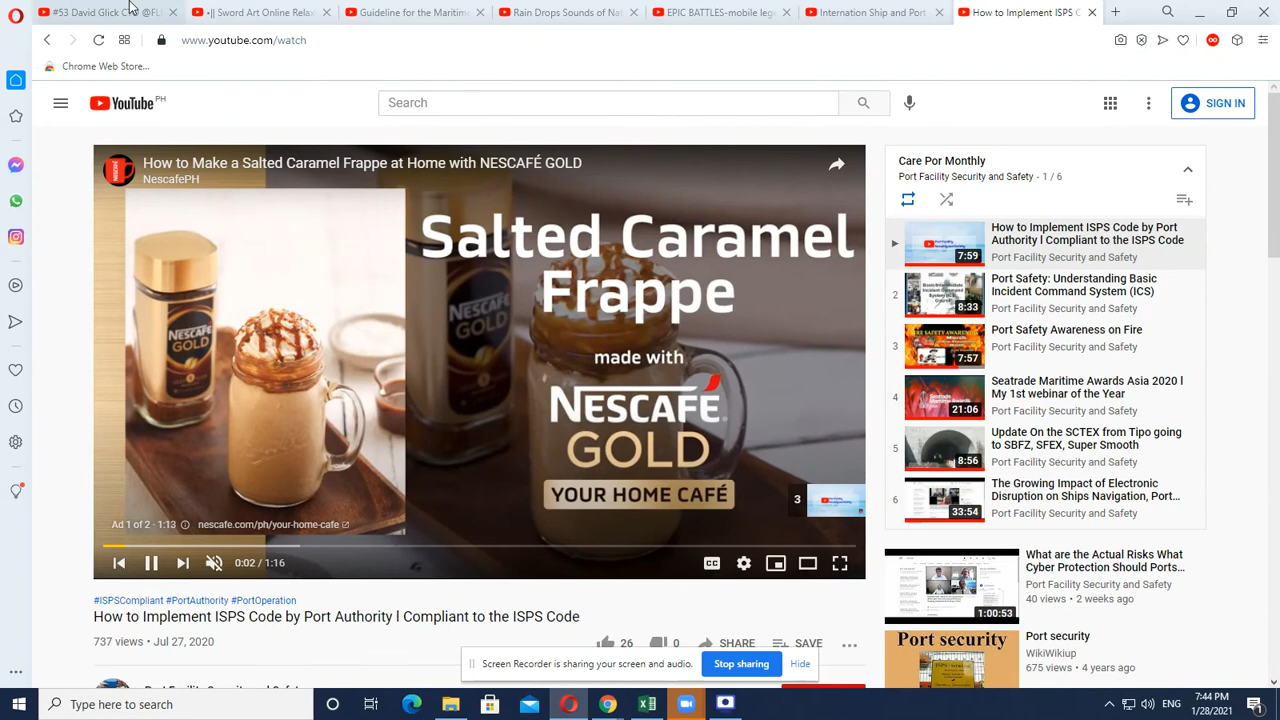 #53 David Glick C
@ELI
•|| Sword Art Online Relax
Guideline for the Maritime
Rain Drops Sounds of Nat
EPIC BATTLES-mobile lege
International Ship and Port
How to Implement ISPS C
www.youtube.com/watch
Chrome Web Store...
YouTube PH
Search
SIGN IN
How to Make a Salted Caramel Frappe at Home with NESCAFÉ GOLD
NescafePH
Salted Caramel
Frappe
made with
NESCAFÉ
GOLD
YOUR HOME CAFÉ
NESCAFÉ
GOLD
3
Ad 1 of 2 · 1:13
nescafe.com/ph/your-home-cafe
0:02
#ISPSCompliant #PortAutho
How to Implement ISPS Code by Port Authority I Compliant to the ISPS Code
737 views • Jul 27, 2020
26
0
SHARE
SAVE
Screen Recorder is sharing your screen and audio.
Stop sharing
Hide
Care Por Monthly
Port Facility Security and Safety - 1 / 6
How to Implement ISPS Code by Port
Authority I Compliant to the ISPS Code
Port Facility Security and Safety
7:59
2
Port Safety: Understanding Basic
Incident Command System (ICS)
Port Facility Security and Safety
8:33
3
Port Safety Awareness on Fire
Port Facility Security and Safety
7:57
4
Seatrade Maritime Awards Asia 2020 I
My 1st webinar of the Year
Port Facility Security and Safety
21:06
5
Update On the SCTEX from Tipo going
to SBFZ, SFEX, Super Smooth
Port Facility Security and Safety
8:56
6
The Growing Impact of Electronic
Disruption on Ships Navigation, Port...
Port Facility Security and Safety
33:54
What are the Actual Risks What
Cyber Protection Should Ports...
Port Facility Security and Safety
40 views • 2 weeks ago
1:00:53
Port security
Port security
WikiWikiup
675 views • 4 years ago
Type here to search
ENG
7:44 PM
1/28/2021